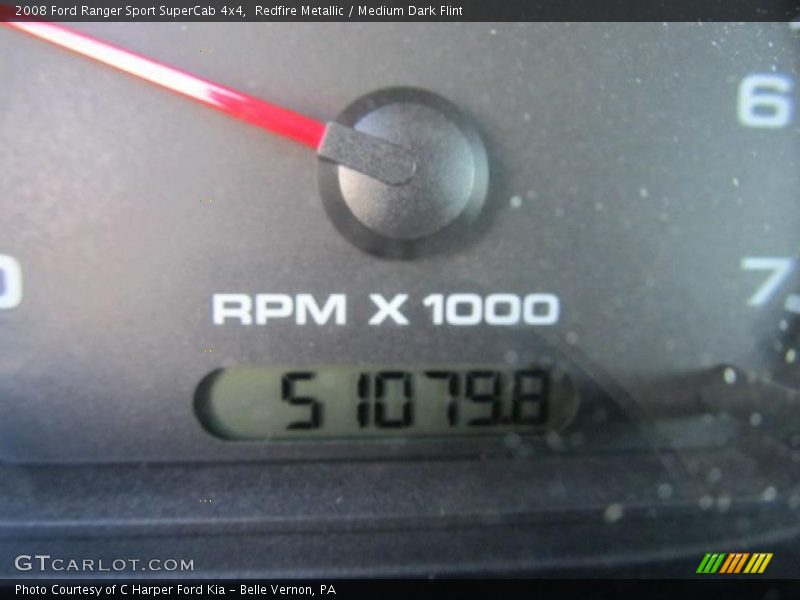 2008 Ford Ranger Sport SuperCab 4x4,  Redfire Metallic / Medium Dark Flint
6
7
0
RPM X 1000
51079.8
GTCARLOT.COM
Photo Courtesy of C Harper Ford Kia - Belle Vernon, PA